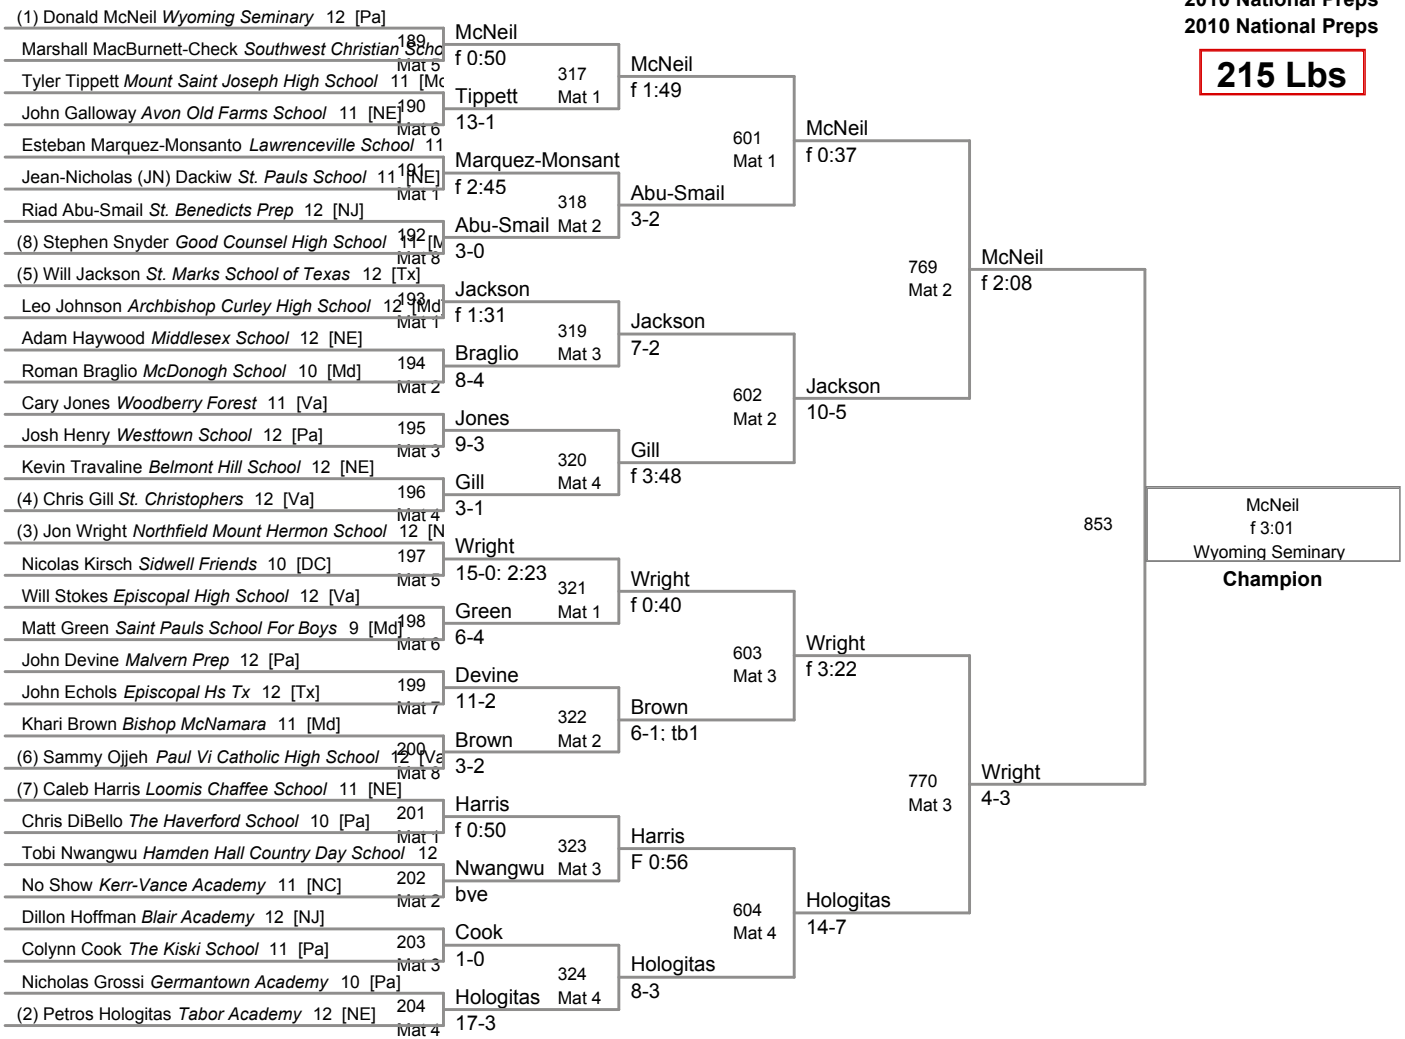 2010 National Preps
2010 National Preps
215 Lbs
(1) Donald McNeil Wyoming Seminary 12 [Pa]
Marshall MacBurnett-Check Southwest Christian Scho
189
Mat 5
Tyler Tippett Mount Saint Joseph High School 11 [Mc
John Galloway Avon Old Farms School 11 [NE]
190
Mat 6
Esteban Marquez-Monsanto Lawrenceville School 11
Jean-Nicholas (JN) Dackiw St. Pauls School 11 [NE]
191
Mat 1
Riad Abu-Smail St. Benedicts Prep 12 [NJ]
(8) Stephen Snyder Good Counsel High School 11 [M
192
Mat 8
(5) Will Jackson St. Marks School of Texas 12 [Tx]
Leo Johnson Archbishop Curley High School 12 [Md
193
Mat 1
Adam Haywood Middlesex School 12 [NE]
Roman Braglio McDonogh School 10 [Md]
194
Mat 2
Cary Jones Woodberry Forest 11 [Va]
Josh Henry Westtown School 12 [Pa]
195
Mat 3
Kevin Travaline Belmont Hill School 12 [NE]
(4) Chris Gill St. Christophers 12 [Va]
196
Mat 4
(3) Jon Wright Northfield Mount Hermon School 12 [N
Nicolas Kirsch Sidwell Friends 10 [DC]
197
Mat 5
Will Stokes Episcopal High School 12 [Va]
Matt Green Saint Pauls School For Boys 9 [Md]
198
Mat 6
John Devine Malvern Prep 12 [Pa]
John Echols Episcopal Hs Tx 12 [Tx]
199
Mat 7
Khari Brown Bishop McNamara 11 [Md]
(6) Sammy Ojjeh Paul Vi Catholic High School 12 [Va
200
Mat 8
(7) Caleb Harris Loomis Chaffee School 11 [NE]
Chris DiBello The Haverford School 10 [Pa]
201
Mat 1
Tobi Nwangwu Hamden Hall Country Day School 12
No Show Kerr-Vance Academy 11 [NC]
202
Mat 2
Dillon Hoffman Blair Academy 12 [NJ]
Colynn Cook The Kiski School 11 [Pa]
203
Mat 3
Nicholas Grossi Germantown Academy 10 [Pa]
(2) Petros Hologitas Tabor Academy 12 [NE]
204
Mat 4
McNeil
f 0:50
317
Mat 1
Tippett
13-1
Marquez-Monsant
f 2:45
318
Mat 2
Abu-Smail
3-0
Jackson
f 1:31
319
Mat 3
Braglio
8-4
Jones
9-3
320
Mat 4
Gill
3-1
Wright
15-0: 2:23
321
Mat 1
Green
6-4
Devine
11-2
322
Mat 2
Brown
3-2
Harris
f 0:50
323
Mat 3
Nwangwu
bye
Cook
1-0
324
Mat 4
Hologitas
17-3
McNeil
f 1:49
601
Mat 1
Abu-Smail
3-2
Jackson
7-2
602
Mat 2
Gill
f 3:48
Wright
f 0:40
603
Mat 3
Brown
6-1: tb1
Harris
F 0:56
604
Mat 4
Hologitas
8-3
McNeil
f 0:37
769
Mat 2
Jackson
10-5
Wright
f 3:22
770
Mat 3
Hologitas
14-7
McNeil
f 2:08
853
Wright
4-3
McNeil
f 3:01
Wyoming Seminary
Champion